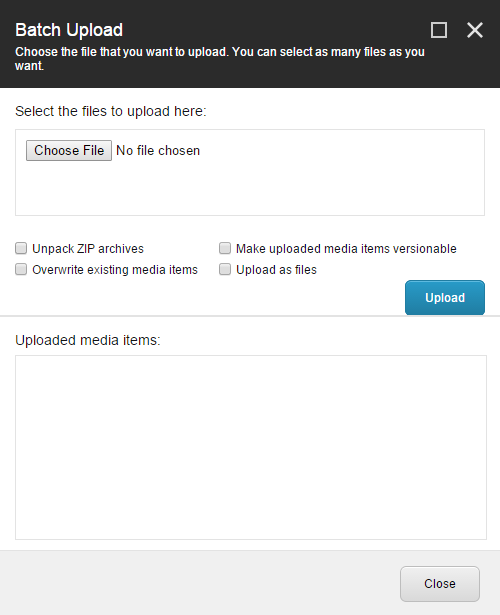 Batch Upload
Choose the file that you want to upload. You can select as many files as you
want.
Select the files to upload here:
Choose File No file chosen
Unpack ZIP archives
Make uploaded media items versionable
Overwrite existing media items
Upload as files
Upload
Uploaded media items:
Close